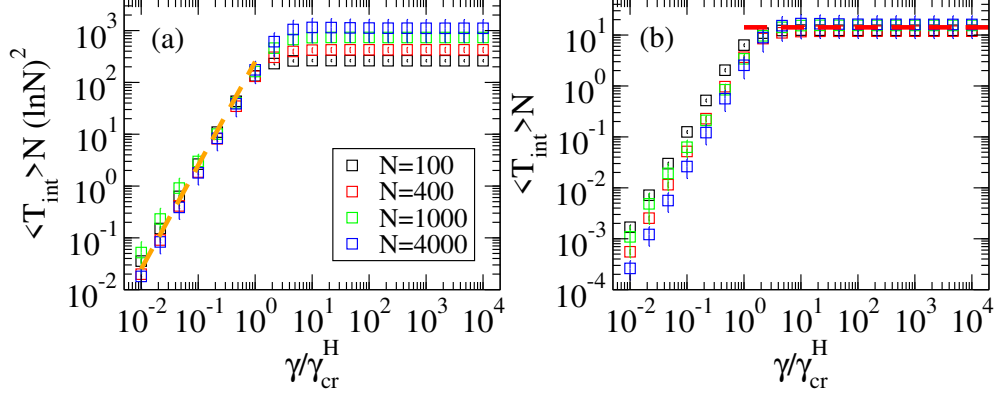 (a)
<T_int>N (lnN)^2
10^3
10^2
10^1
10^0
10^-1
10^-2
N=100
N=400
N=1000
N=4000
10^-2 10^-1 10^0 10^1 10^2 10^3 10^4
γ/γ_cr^H
(b)
<T_int>N
10^1
10^0
10^-1
10^-2
10^-3
10^-4
10^-2 10^-1 10^0 10^1 10^2 10^3 10^4
γ/γ_cr^H